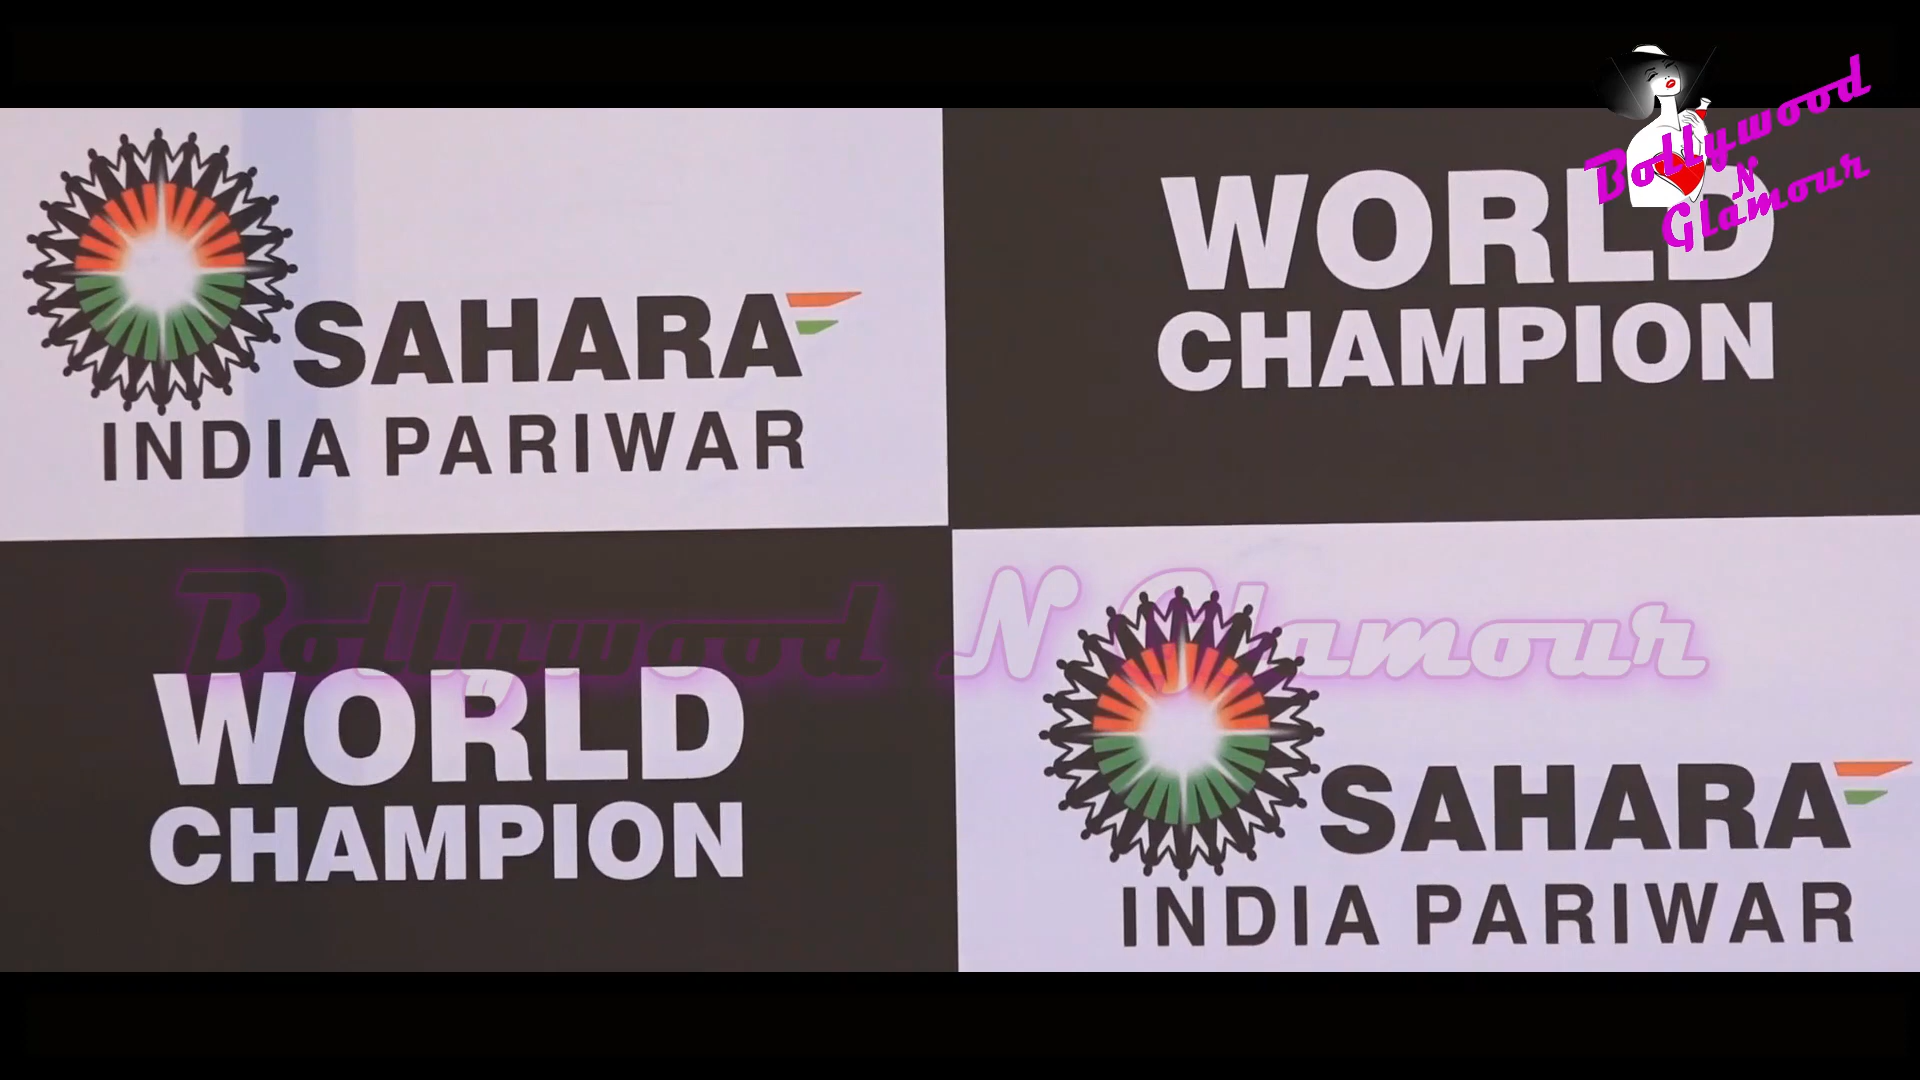 Bollywood
N
Glamour
SAHARA
INDIA PARIWAR
WORLD
CHAMPION
Bollywood N Glamour
WORLD
CHAMPION
SAHARA
INDIA PARIWAR